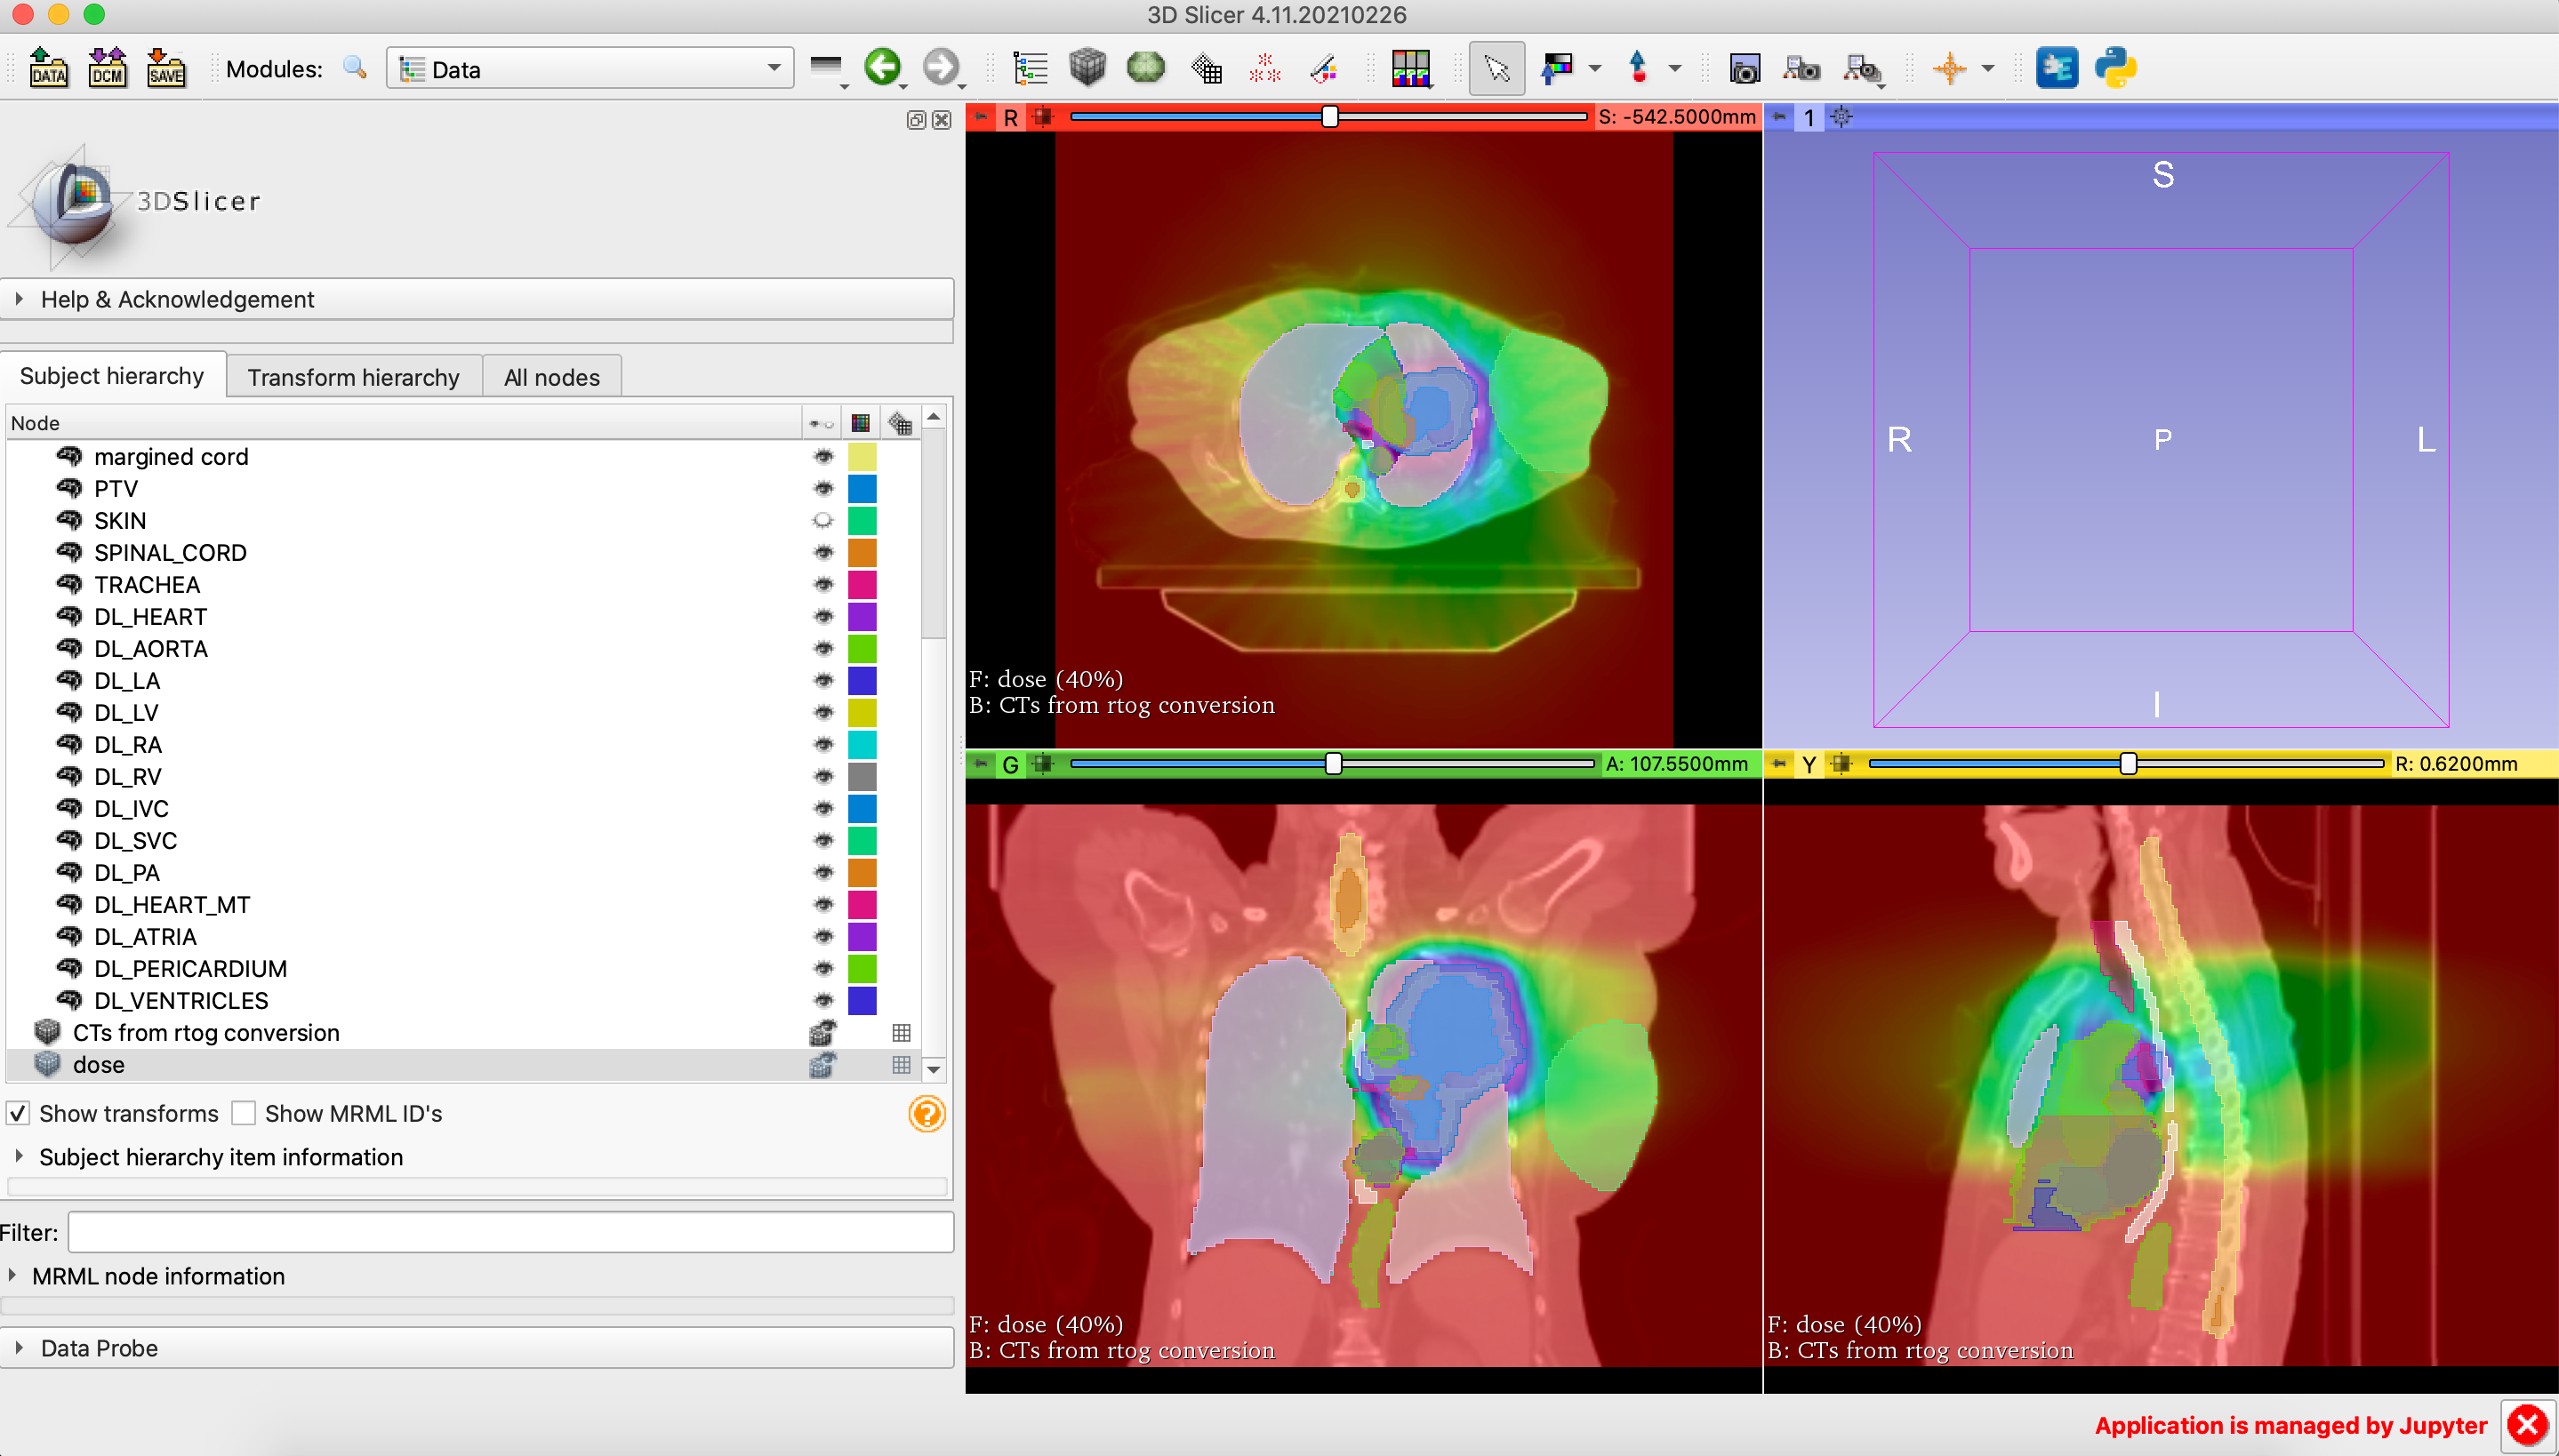 3D Slicer 4.11.20210226
DATA DCM SAVE Modules: Data
R S: -542.5000mm 1
3DSlicer
Help & Acknowledgement
Subject hierarchy Transform hierarchy All nodes
Node
margined cord
PTV
SKIN
SPINAL_CORD
TRACHEA
DL_HEART
DL_AORTA
DL_LA
DL_LV
DL_RA
DL_RV
DL_IVC
DL_SVC
DL_PA
DL_HEART_MT
DL_ATRIA
DL_PERICARDIUM
DL_VENTRICLES
CTs from rtog conversion
dose
Show transforms Show MRML ID's
Subject hierarchy item information
Filter:
MRML node information
Data Probe
F: dose (40%)
B: CTs from rtog conversion
S
R P L
I
G A: 107.5500mm
F: dose (40%)
B: CTs from rtog conversion
Y R: 0.6200mm
F: dose (40%)
B: CTs from rtog conversion
Application is managed by Jupyter